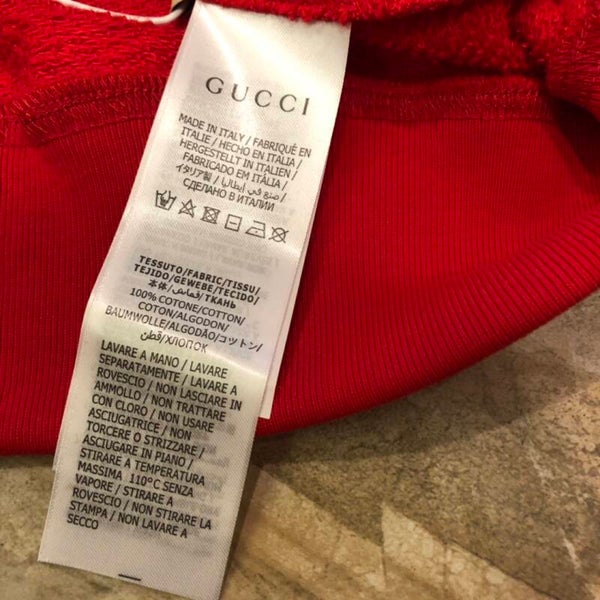 GUCCI
MADE IN ITALY / FABRIQUÉ EN
ITALIE / HECHO EN ITALIA /
HERGESTELLT IN ITALIEN /
FABRICADO EM ITÁLIA /
イタリア製 / صنع في إيطاليا /
СДЕЛАНО В ИТАЛИИ
TESSUTO/FABRIC/TISSU/
TEJIDO/GEWEBE/TECIDO/
本体/قماش/ТКАНЬ
100% COTONE/COTTON/
COTON/ALGODON/
BAUMWOLLE/ALGODÃO/コットン/
قطن/ХЛОПОК
LAVARE A MANO / LAVARE
SEPARATAMENTE / LAVARE A
ROVESCIO / NON LASCIARE IN
AMMOLLO / NON TRATTARE
CON CLORO / NON USARE
ASCIUGATRICE / NON
TORCERE O STRIZZARE /
ASCIUGARE IN PIANO /
STIRARE A TEMPERATURA
MASSIMA 110°C SENZA
VAPORE / STIRARE A
ROVESCIO / NON STIRARE LA
STAMPA / NON LAVARE A
SECCO